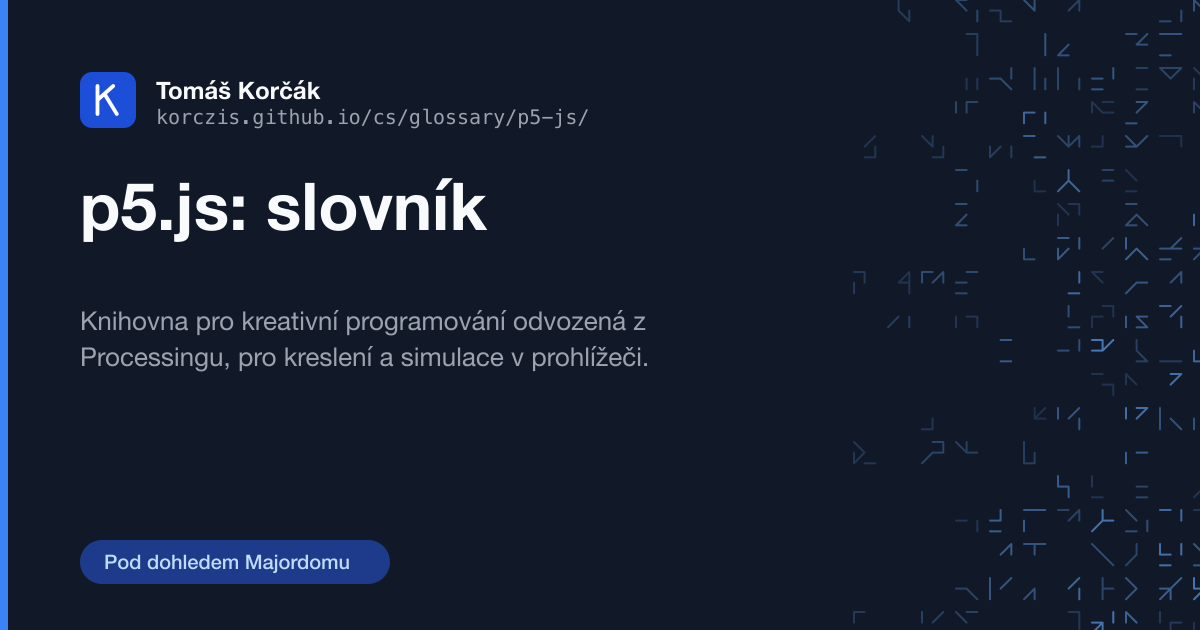 Tomáš Korčák
korczis.github.io/cs/glossary/p5-js/
p5.js: slovník
Knihovna pro kreativní programování odvozená z
Processingu, pro kreslení a simulace v prohlížeči.
Pod dohledem Majordomu